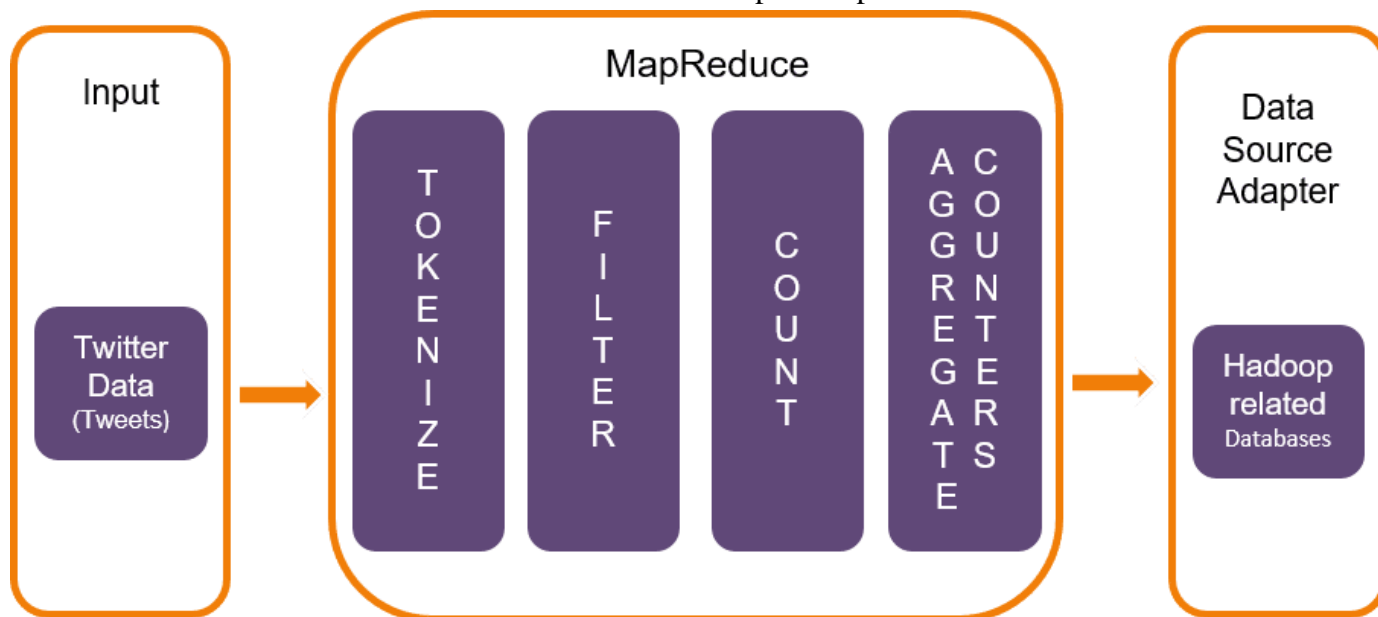 Input
Twitter
Data
(Tweets)
MapReduce
TOKENIZE
FILTER
COUNT
AGGREGATE
COUNTERS
Data
Source
Adapter
Hadoop
related
Databases